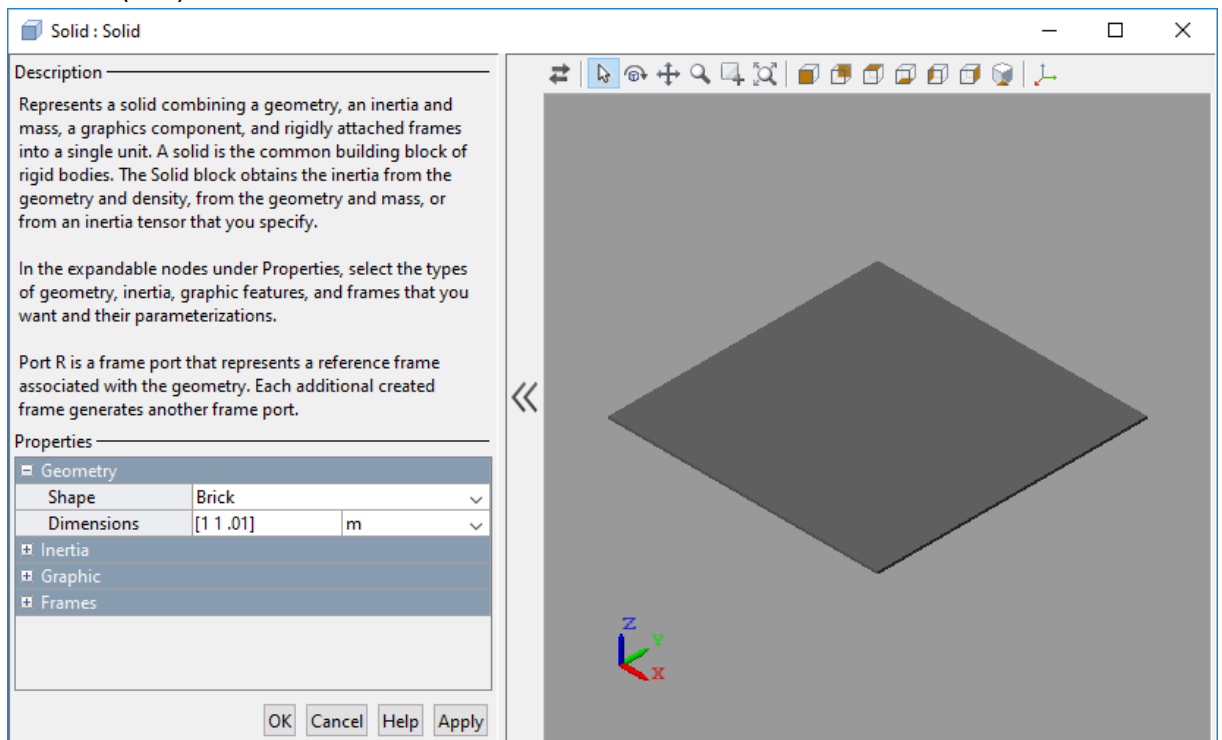 Solid : Solid
Description
Represents a solid combining a geometry, an inertia and
mass, a graphics component, and rigidly attached frames
into a single unit. A solid is the common building block of
rigid bodies. The Solid block obtains the inertia from the
geometry and density, from the geometry and mass, or
from an inertia tensor that you specify.
In the expandable nodes under Properties, select the types
of geometry, inertia, graphic features, and frames that you
want and their parameterizations.
Port R is a frame port that represents a reference frame
associated with the geometry. Each additional created
frame generates another frame port.
Properties
Geometry
Shape Brick
Dimensions [1 1 .01] m
Inertia
Graphic
Frames
OK Cancel Help Apply
Z
Y
X